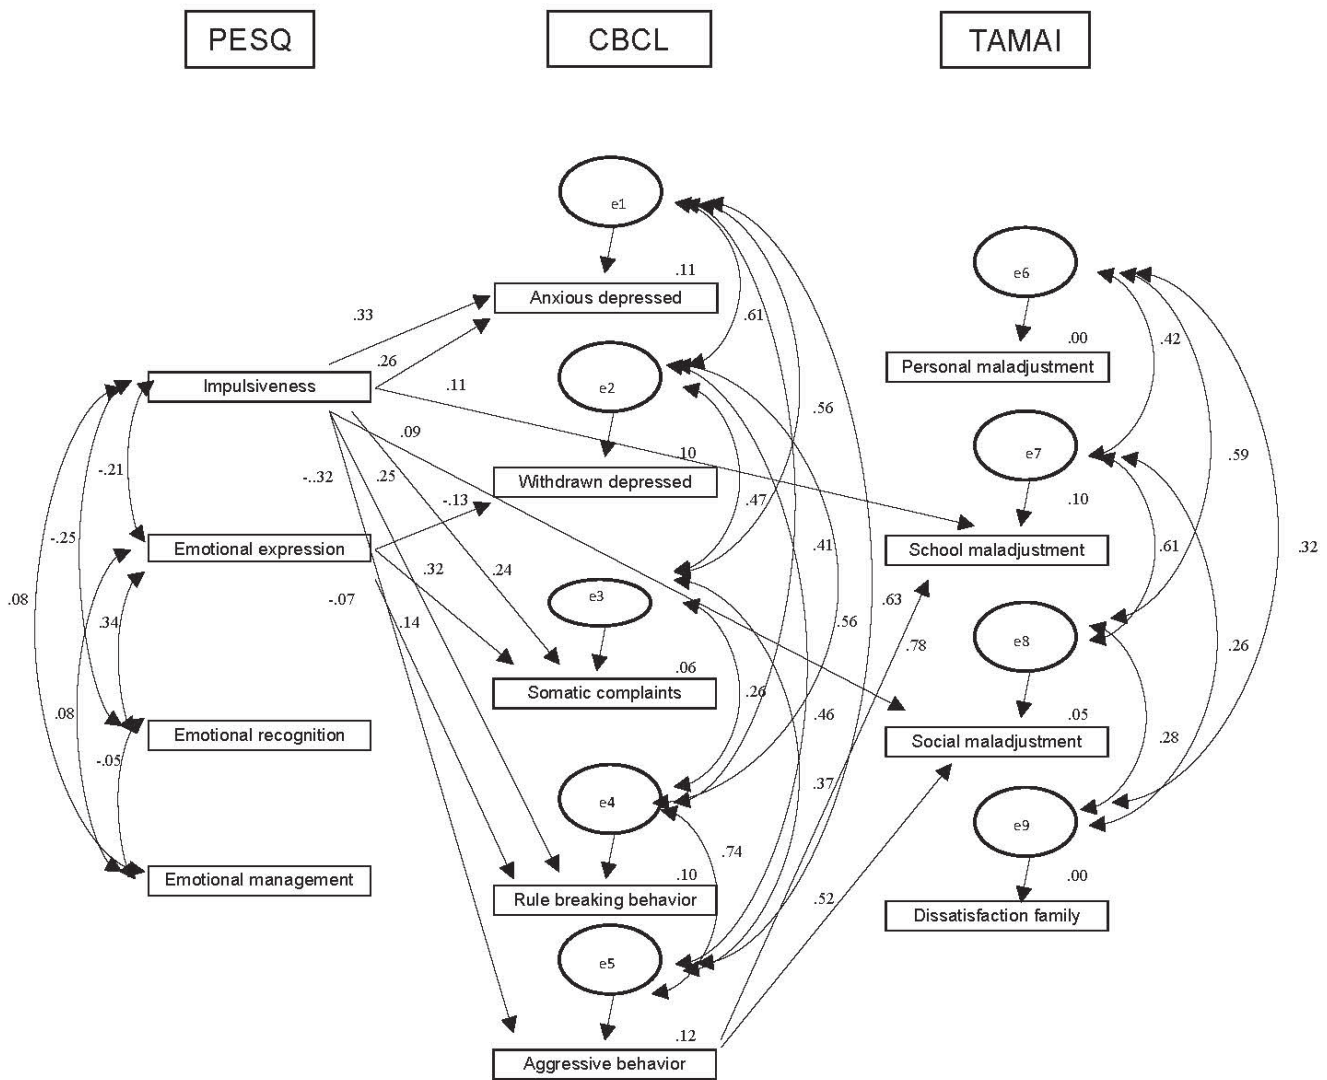 PESQ
CBCL
TAMAI
e1
.11
Anxious depressed
.33
.26
.61
e6
.00
.42
Personal maladjustment
Impulsiveness
.11
e2
.56
.09
.59
-.21
-..32
.25
10
e7
Withdrawn depressed
-.13
.47
.10
-.25
Emotional expression
.41
School maladjustment
.61
.32
.32
.24
.08
-.07
e3
.63
.34
.14
.56
.78
e8
.26
.06
Somatic complaints
.26
.08
.46
.05
Emotional recognition
Social maladjustment
.28
-.05
.37
e4
e9
.74
Emotional management
.10
.00
Rule breaking behavior
.52
Dissatisfaction family
e5
.12
Aggressive behavior